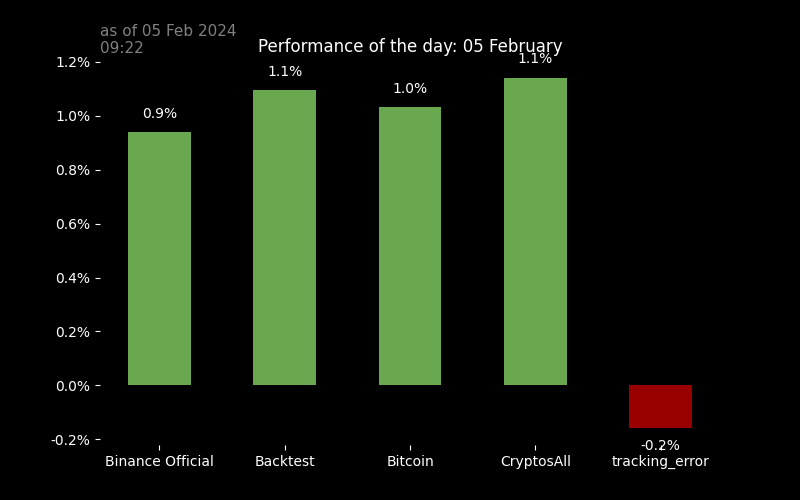 as of 05 Feb 2024
09:22
Performance of the day: 05 February
1.2%
1.0%
0.8%
0.6%
0.4%
0.2%
0.0%
-0.2%
0.9%
1.1%
1.0%
1.1%
-0.2%
Binance Official
Backtest
Bitcoin
CryptosAll
tracking_error